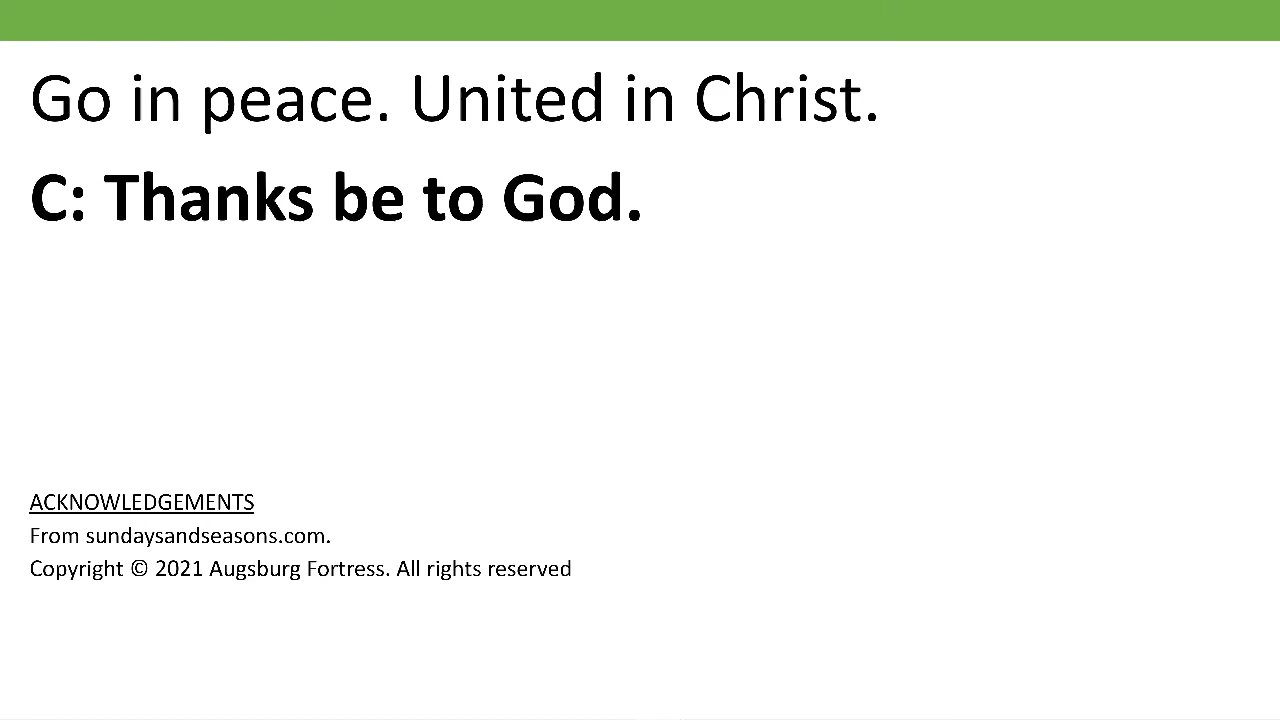 Go in peace. United in Christ.
C: Thanks be to God.
ACKNOWLEDGEMENTS
From sundaysandseasons.com.
Copyright © 2021 Augsburg Fortress. All rights reserved